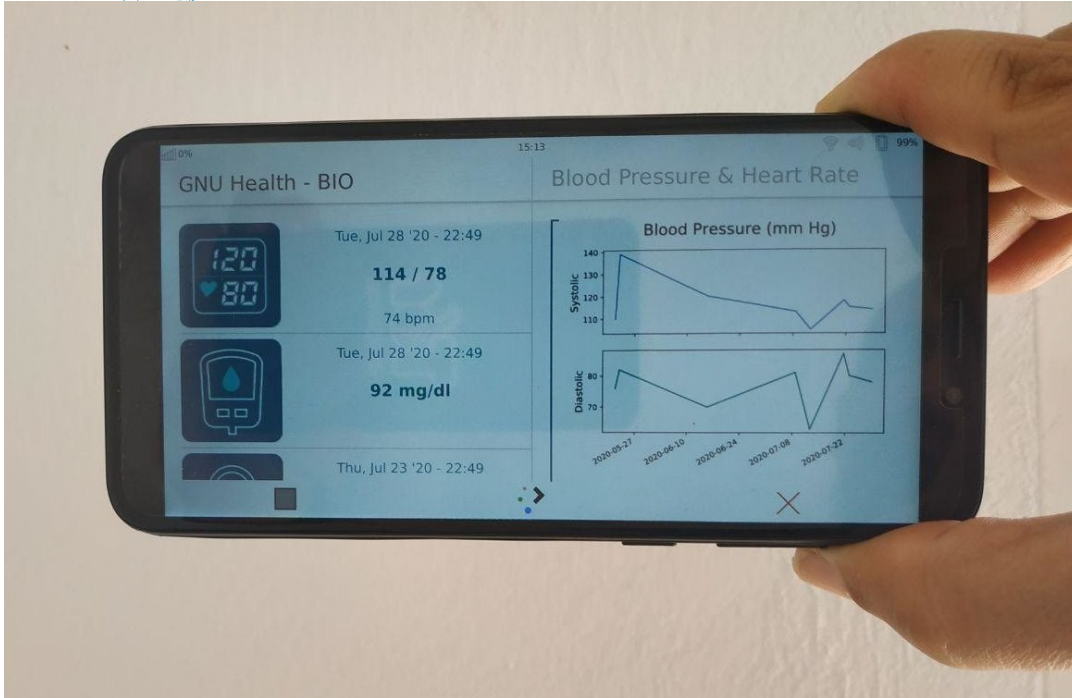 0%
15:13
99%
GNU Health - BIO
120
80
Tue, Jul 28 '20 - 22:49
114 / 78
74 bpm
Tue, Jul 28 '20 - 22:49
92 mg/dl
Thu, Jul 23 '20 - 22:49
Blood Pressure & Heart Rate
Blood Pressure (mm Hg)
Systolic
140
130
120
110
Diastolic
80
70
2020-05-27
2020-06-10
2020-06-24
2020-07-08
2020-07-22